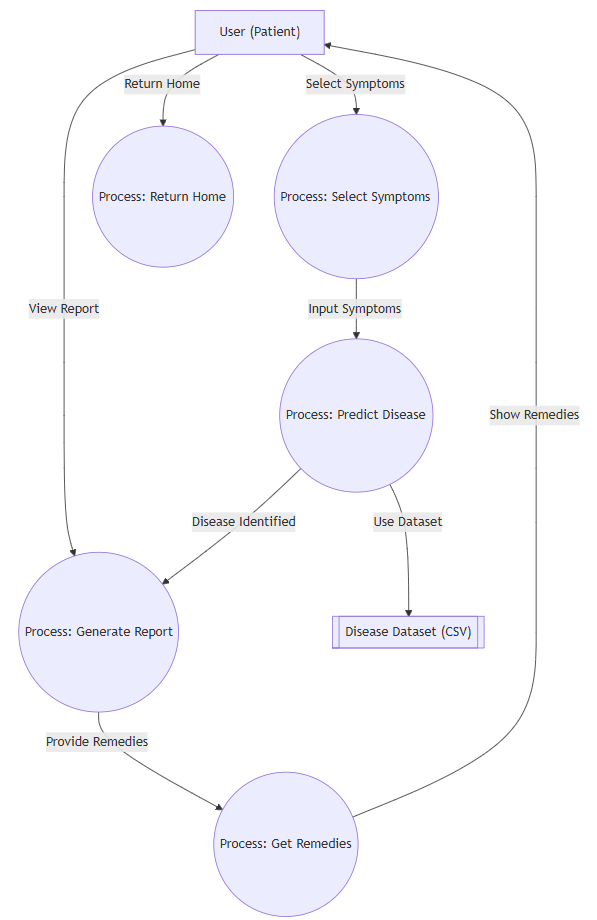 User (Patient)
Return Home
Select Symptoms
Process: Return Home
Process: Select Symptoms
View Report
Input Symptoms
Process: Predict Disease
Show Remedies
Disease Identified
Use Dataset
Process: Generate Report
Disease Dataset (CSV)
Provide Remedies
Process: Get Remedies